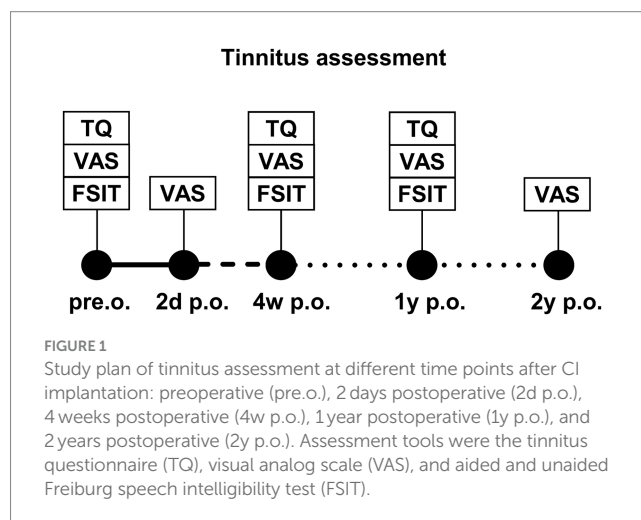 Tinnitus assessment
TQ TQ TQ
VAS VAS VAS
FSIT VAS FSIT FSIT VAS
pre.o. 2d p.o. 4w p.o. 1y p.o. 2y p.o.
FIGURE 1
Study plan of tinnitus assessment at different time points after CI
implantation: preoperative (pre.o.), 2 days postoperative (2d p.o.),
4 weeks postoperative (4w p.o.), 1 year postoperative (1y p.o.), and
2 years postoperative (2y p.o.). Assessment tools were the tinnitus
questionnaire (TQ), visual analog scale (VAS), and aided and unaided
Freiburg speech intelligibility test (FSIT).